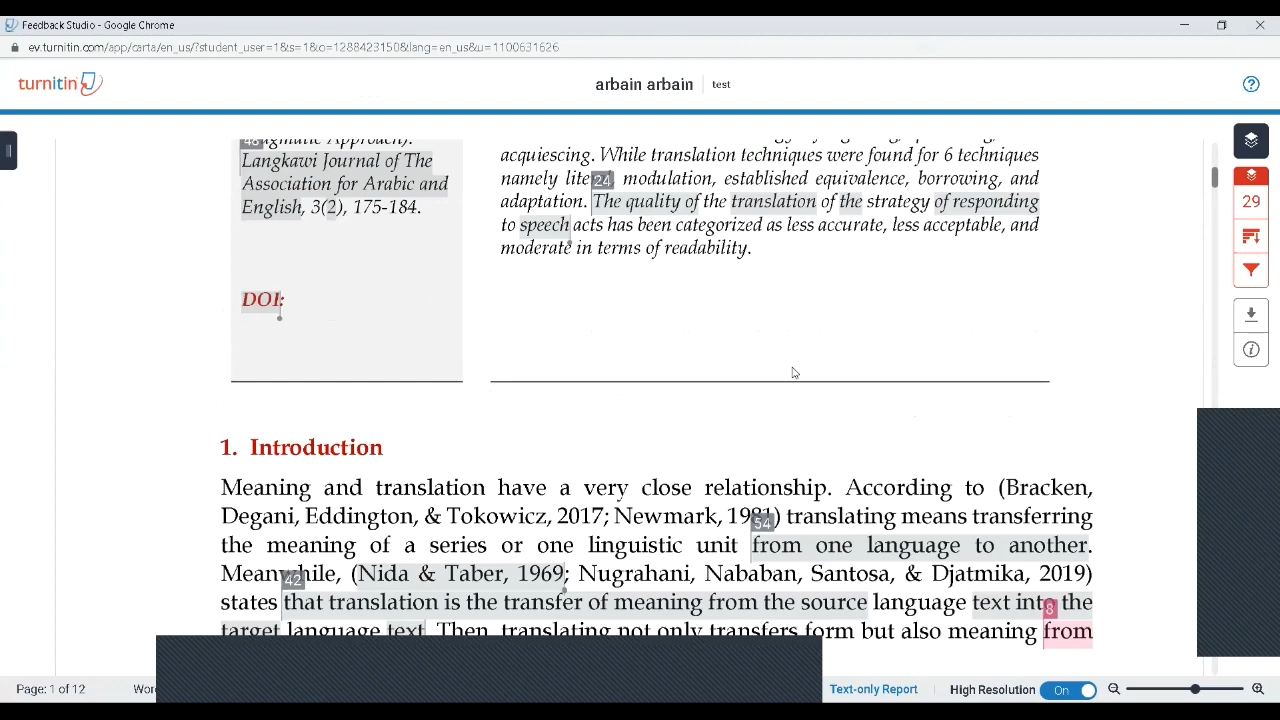 Feedback Studio - Google Chrome
ev.turnitin.com/app/carta/en_us/?student_user=1&s=1&o=1288423150&lang=en_us&u=1100631626
turnitin
arbain arbain
test
48
Langkawi Journal of The
Association for Arabic and
English, 3(2), 175-184.
DOI:
acquiescing. While translation techniques were found for 6 techniques
24
namely modulation, established equivalence, borrowing, and
adaptation. The quality of the translation of the strategy of responding
to speech acts has been categorized as less accurate, less acceptable, and
moderate in terms of readability.
29
1. Introduction
Meaning and translation have a very close relationship. According to (Bracken,
Degani, Eddington, & Tokowicz, 2017; Newmark, 1981) translating means transferring
54
the meaning of a series or one linguistic unit from one language to another.
Meanwhile, (Nida & Taber, 1969; Nugrahani, Nababan, Santosa, & Djatmika, 2019)
42
states that translation is the transfer of meaning from the source language text into the
8
target language text. Then, translating not only transfers form but also meaning from
Page: 1 of 12
Text-only Report
High Resolution
On